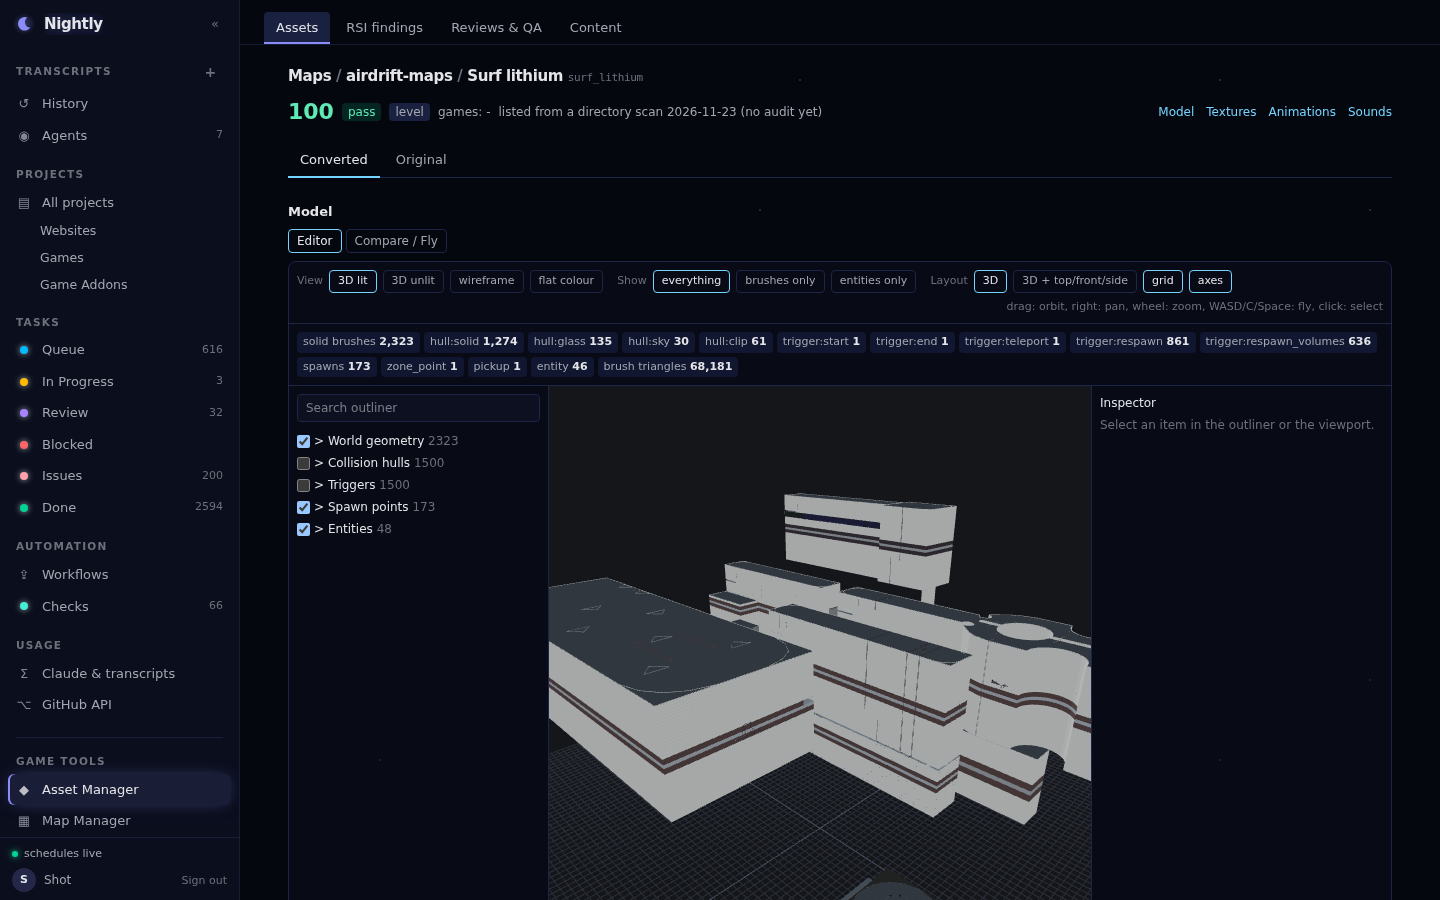 Nightly
«
TRANSCRIPTS +
History
Agents 7
PROJECTS
All projects
Websites
Games
Game Addons
TASKS
Queue 616
In Progress 3
Review 32
Blocked
Issues 200
Done 2594
AUTOMATION
Workflows
Checks 66
USAGE
Σ Claude & transcripts
GitHub API
GAME TOOLS
Asset Manager
Map Manager
schedules live
S Shot Sign out
Assets RSI findings Reviews & QA Content
Maps / airdrift-maps / Surf lithium surf_lithium
100 pass level games: - listed from a directory scan 2026-11-23 (no audit yet) Model Textures Animations Sounds
Converted Original
Model
Editor Compare / Fly
View 3D lit 3D unlit wireframe flat colour Show everything brushes only entities only Layout 3D 3D + top/front/side grid axes
drag: orbit, right: pan, wheel: zoom, WASD/C/Space: fly, click: select
solid brushes 2,323 hull:solid 1,274 hull:glass 135 hull:sky 30 hull:clip 61 trigger:start 1 trigger:end 1 trigger:teleport 1 trigger:respawn 861 trigger:respawn_volumes 636
spawns 173 zone_point 1 pickup 1 entity 46 brush triangles 68,181
Search outliner
> World geometry 2323
> Collision hulls 1500
> Triggers 1500
> Spawn points 173
> Entities 48
Inspector
Select an item in the outliner or the viewport.